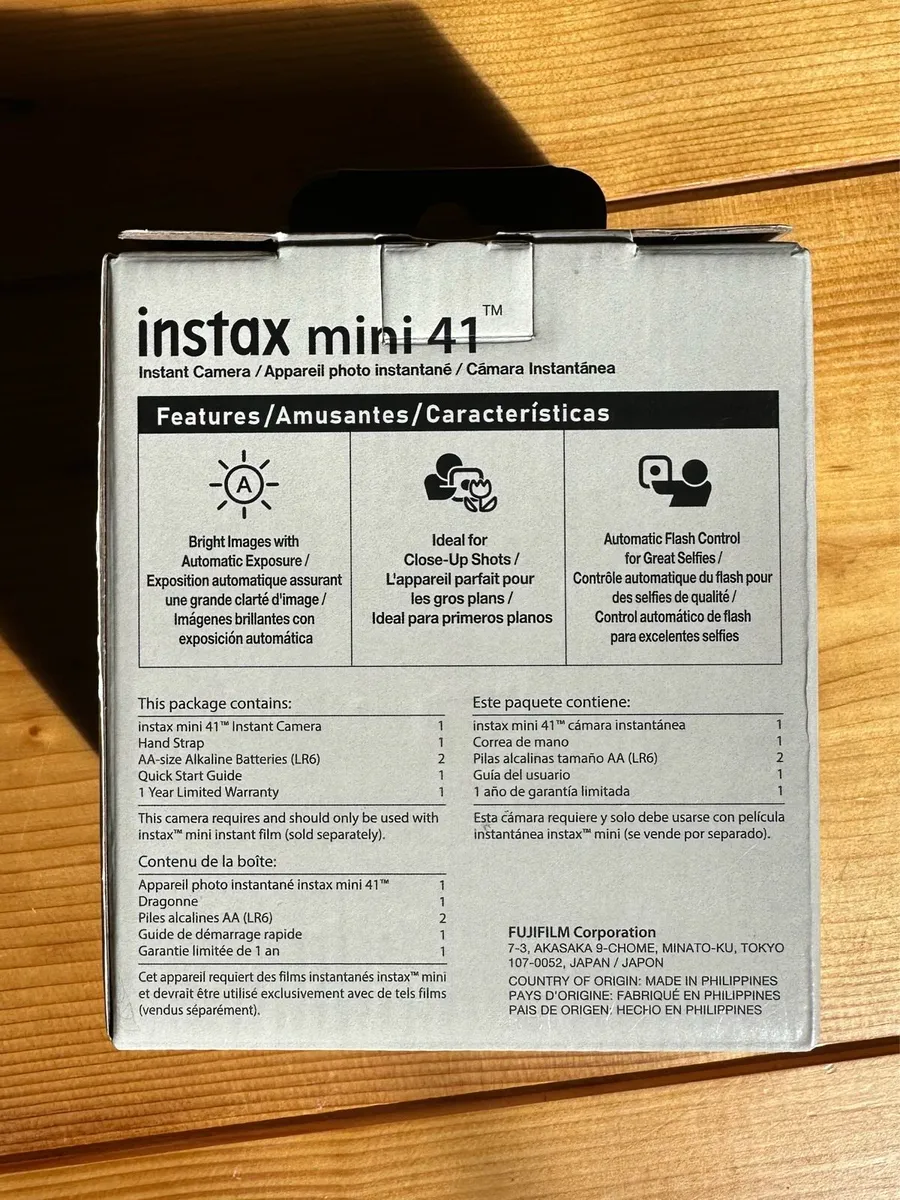 instax mini 41™
Instant Camera / Appareil photo instantané / Cámara Instantánea
Features/Amusantes/Características
A
Bright Images with
Automatic Exposure /
Exposition automatique assurant
une grande clarté d'image /
Imágenes brillantes con
exposición automática
Ideal for
Close-Up Shots /
L'appareil parfait pour
les gros plans /
Ideal para primeros planos
Automatic Flash Control
for Great Selfies /
Contrôle automatique du flash pour
des selfies de qualité /
Control automático de flash
para excelentes selfies
This package contains:
instax mini 41™ Instant Camera 1
Hand Strap 1
AA-size Alkaline Batteries (LR6) 2
Quick Start Guide 1
1 Year Limited Warranty 1
This camera requires and should only be used with
instax™ mini instant film (sold separately).
Contenu de la boîte:
Appareil photo instantané instax mini 41™ 1
Dragonne 1
Piles alcalines AA (LR6) 2
Guide de démarrage rapide 1
Garantie limitée de 1 an 1
Cet appareil requiert des films instantanés instax™ mini
et devrait être utilisé exclusivement avec de tels films
(vendus séparément).
Este paquete contiene:
instax mini 41™ cámara instantánea 1
Correa de mano 1
Pilas alcalinas tamaño AA (LR6) 2
Guía del usuario 1
1 año de garantía limitada 1
Esta cámara requiere y solo debe usarse con película
instantánea instax™ mini (se vende por separado).
FUJIFILM Corporation
7-3, AKASAKA 9-CHOME, MINATO-KU, TOKYO
107-0052, JAPAN / JAPON
COUNTRY OF ORIGIN: MADE IN PHILIPPINES
PAYS D'ORIGINE: FABRIQUÉ EN PHILIPPINES
PAIS DE ORIGEN: HECHO EN PHILIPPINES